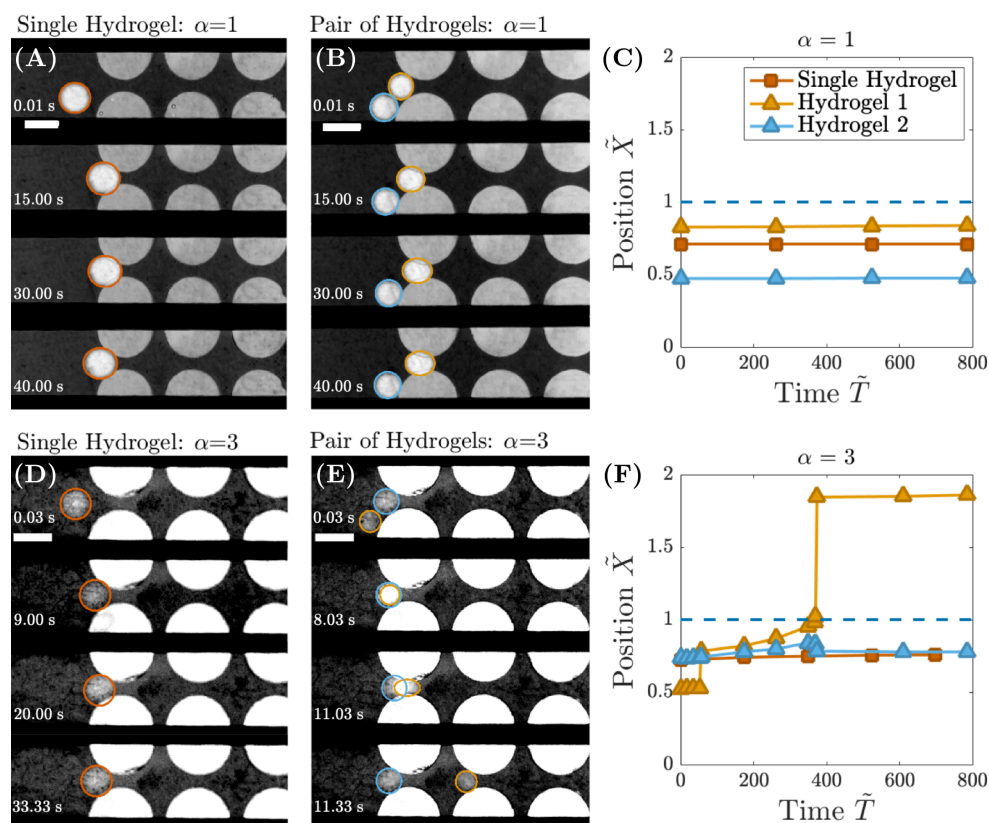 Single Hydrogel: α=1
(A)
0.01 s
15.00 s
30.00 s
40.00 s
Pair of Hydrogels: α=1
(B)
0.01 s
15.00 s
30.00 s
40.00 s
(C)
α = 1
Single Hydrogel
Hydrogel 1
Hydrogel 2
2
1.5
1
0.5
0
Position X̃
0 200 400 600 800
Time T̃
Single Hydrogel: α=3
(D)
0.03 s
9.00 s
20.00 s
33.33 s
Pair of Hydrogels: α=3
(E)
0.03 s
8.03 s
11.03 s
11.33 s
(F)
α = 3
2
1.5
1
0.5
0
Position X̃
0 200 400 600 800
Time T̃